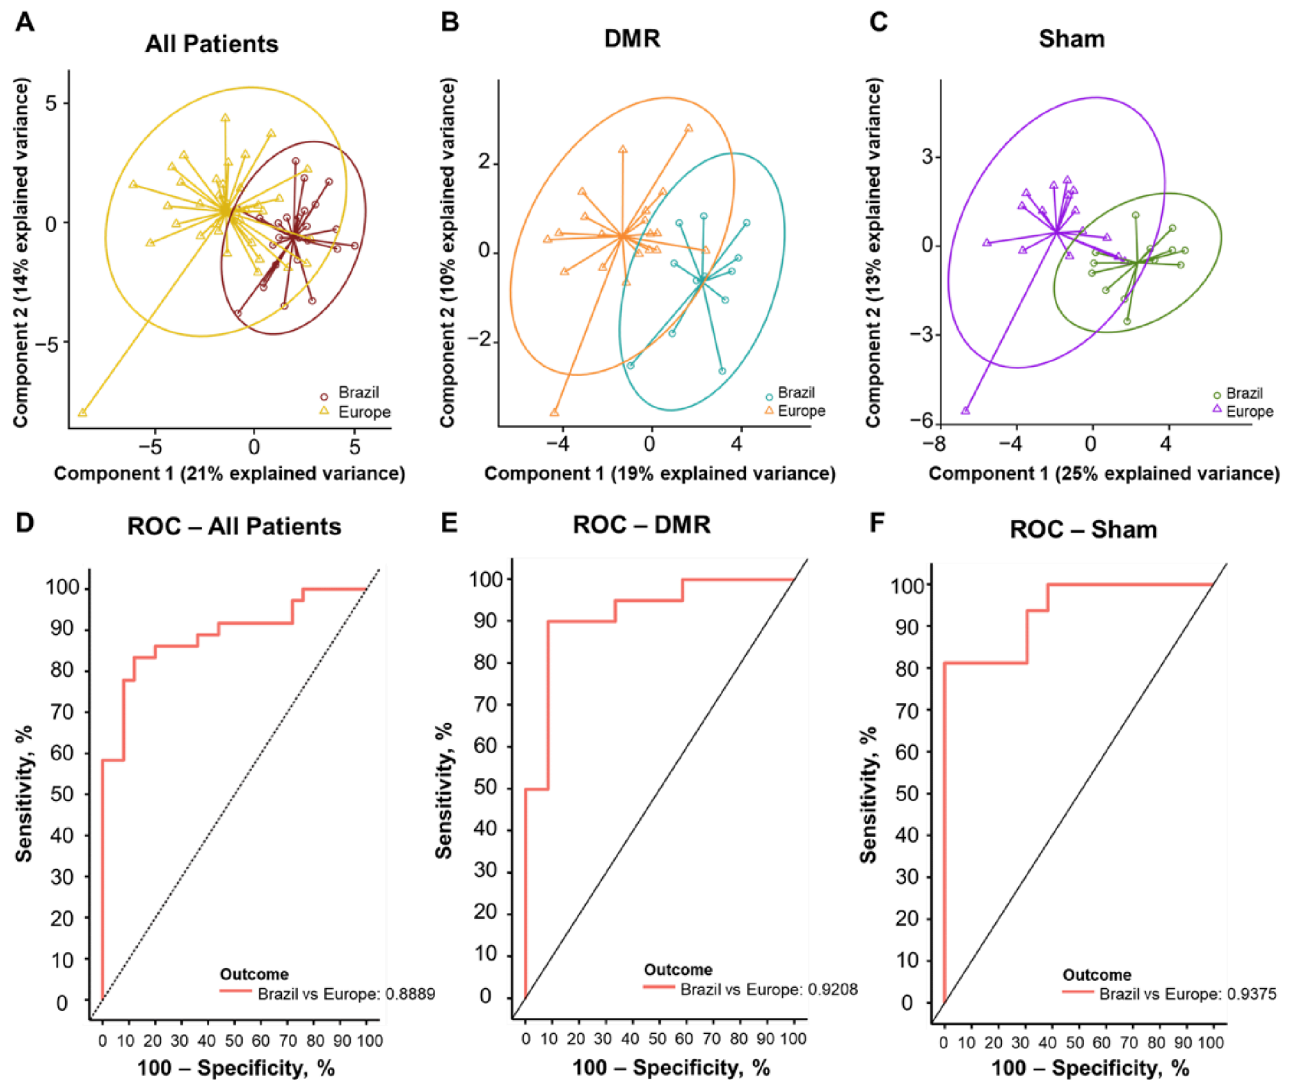 A
All Patients
Component 2 (14% explained variance)
5
0
−5
Brazil
Europe
−5
0
5
Component 1 (21% explained variance)
B
DMR
Component 2 (10% explained variance)
2
0
−2
Brazil
Europe
−4
0
4
Component 1 (19% explained variance)
C
Sham
Component 2 (13% explained variance)
3
0
−3
−6
Brazil
Europe
−8
−4
0
4
Component 1 (25% explained variance)
D
ROC – All Patients
Sensitivity, %
100
90
80
70
60
50
40
30
20
10
0
Outcome
Brazil vs Europe: 0.8889
0 10 20 30 40 50 60 70 80 90 100
100 – Specificity, %
E
ROC – DMR
Sensitivity, %
100
90
80
70
60
50
40
30
20
10
0
Outcome
Brazil vs Europe: 0.9208
0 10 20 30 40 50 60 70 80 90 100
100 – Specificity, %
F
ROC – Sham
Sensitivity, %
100
90
80
70
60
50
40
30
20
10
0
Outcome
Brazil vs Europe: 0.9375
0 10 20 30 40 50 60 70 80 90 100
100 – Specificity, %